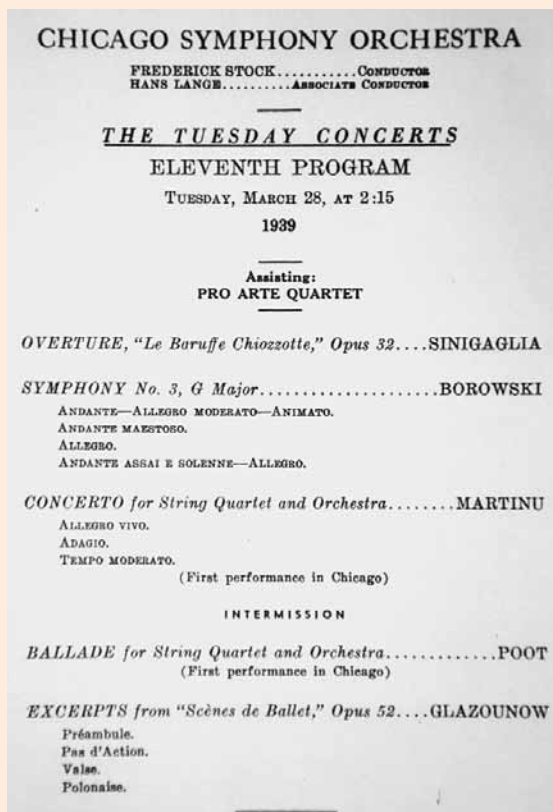 CHICAGO SYMPHONY ORCHESTRA
FREDERICK STOCK...........CONDUCTOR
HANS LANGE..........ASSOCIATE CONDUCTOR
THE TUESDAY CONCERTS
ELEVENTH PROGRAM
TUESDAY, MARCH 28, AT 2:15
1939
Assisting:
PRO ARTE QUARTET
OVERTURE, "Le Baruffe Chiozzotte," Opus 32....SINIGAGLIA
SYMPHONY No. 3, G Major.....................BOROWSKI
ANDANTE—ALLEGRO MODERATO—ANIMATO.
ANDANTE MAESTOSO.
ALLEGRO.
ANDANTE ASSAI E SOLENNE—ALLEGRO.
CONCERTO for String Quartet and Orchestra........MARTINU
ALLEGRO VIVO.
ADAGIO.
TEMPO MODERATO.
(First performance in Chicago)
INTERMISSION
BALLADE for String Quartet and Orchestra.............POOT
(First performance in Chicago)
EXCERPTS from "Scènes de Ballet," Opus 52....GLAZOUNOW
Préambule.
Pas d'Action.
Valse.
Polonaise.